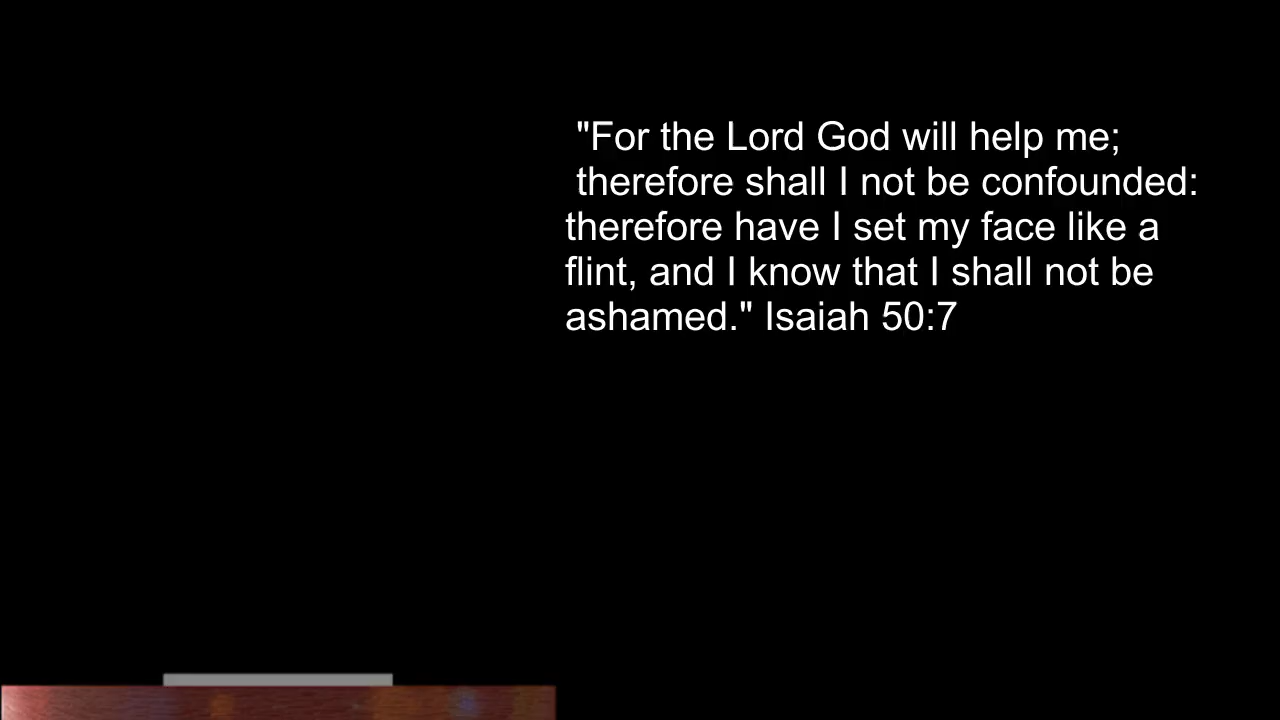 "For the Lord God will help me;
therefore shall I not be confounded:
therefore have I set my face like a
flint, and I know that I shall not be
ashamed." Isaiah 50:7